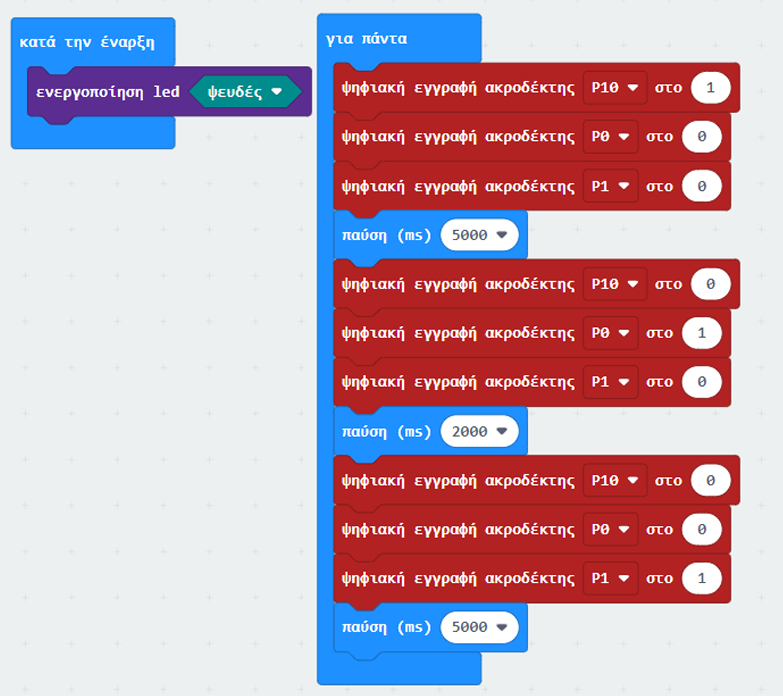 κατά την έναρξη
ενεργοποίηση led ψευδές
για πάντα
ψηφιακή εγγραφή ακροδέκτης P10 στο 1
ψηφιακή εγγραφή ακροδέκτης P0 στο 0
ψηφιακή εγγραφή ακροδέκτης P1 στο 0
παύση (ms) 5000
ψηφιακή εγγραφή ακροδέκτης P10 στο 0
ψηφιακή εγγραφή ακροδέκτης P0 στο 1
ψηφιακή εγγραφή ακροδέκτης P1 στο 0
παύση (ms) 2000
ψηφιακή εγγραφή ακροδέκτης P10 στο 0
ψηφιακή εγγραφή ακροδέκτης P0 στο 0
ψηφιακή εγγραφή ακροδέκτης P1 στο 1
παύση (ms) 5000